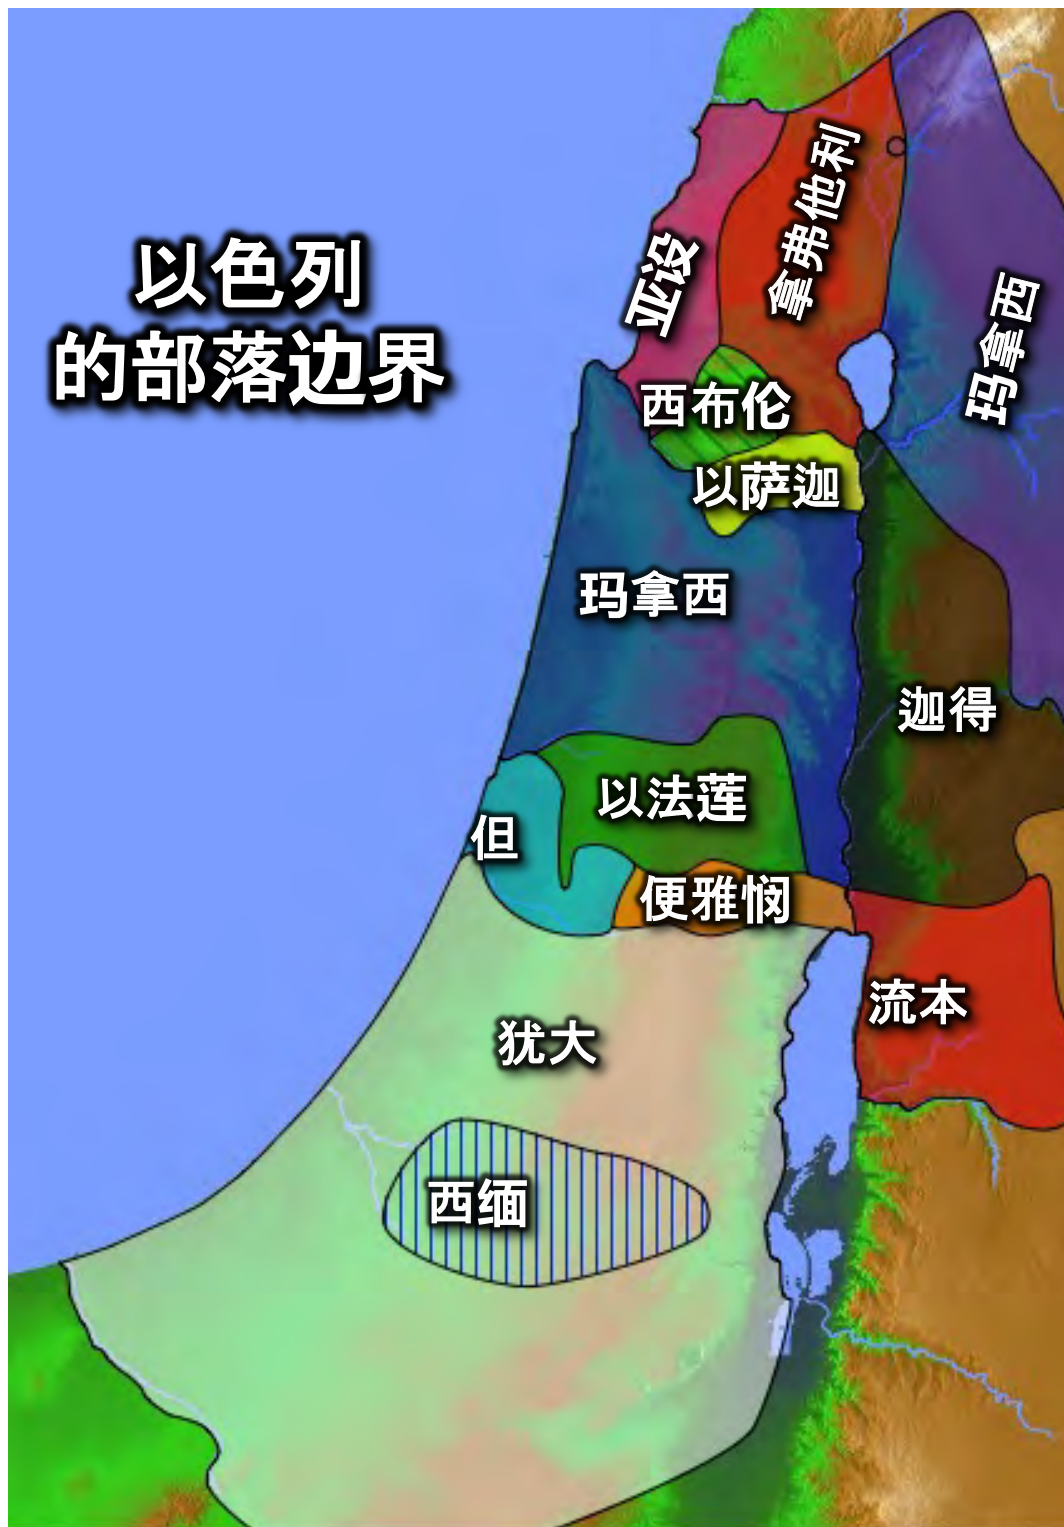 以色列
的部落边界
亚设
拿弗他利
玛拿西
西布伦
以萨迦
玛拿西
迦得
以法莲
但
便雅悯
流本
犹大
西缅